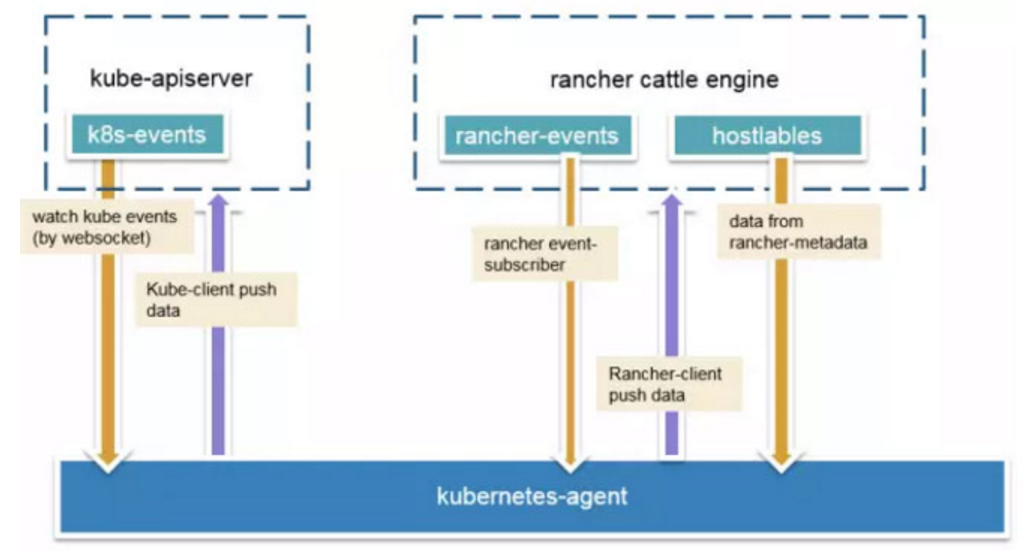 kube-apiserver
k8s-events
watch kube events
(by websocket)
Kube-client push
data
rancher cattle engine
rancher-events
hostlables
rancher event-
subscriber
data from
rancher-metadata
Rancher-client
push data
kubernetes-agent